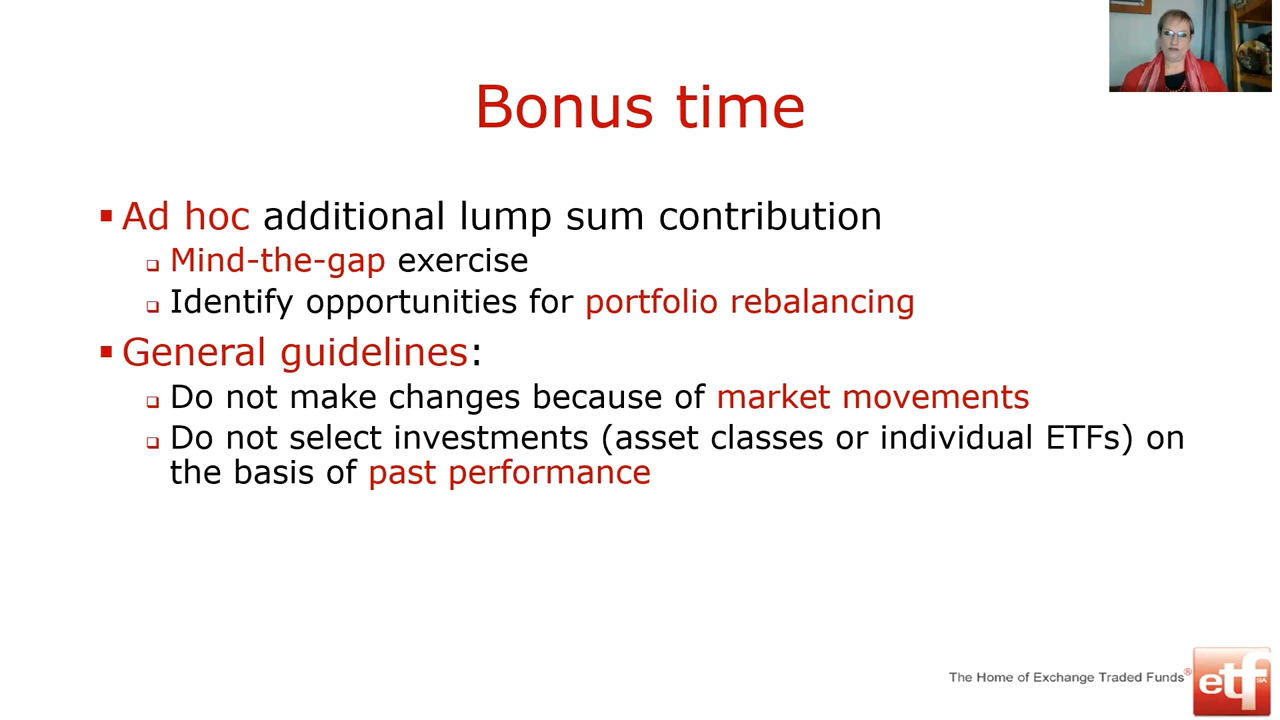 Bonus time
Ad hoc additional lump sum contribution
Mind-the-gap exercise
Identify opportunities for portfolio rebalancing
General guidelines:
Do not make changes because of market movements
Do not select investments (asset classes or individual ETFs) on
the basis of past performance
The Home of Exchange Traded Funds®
etf
SA